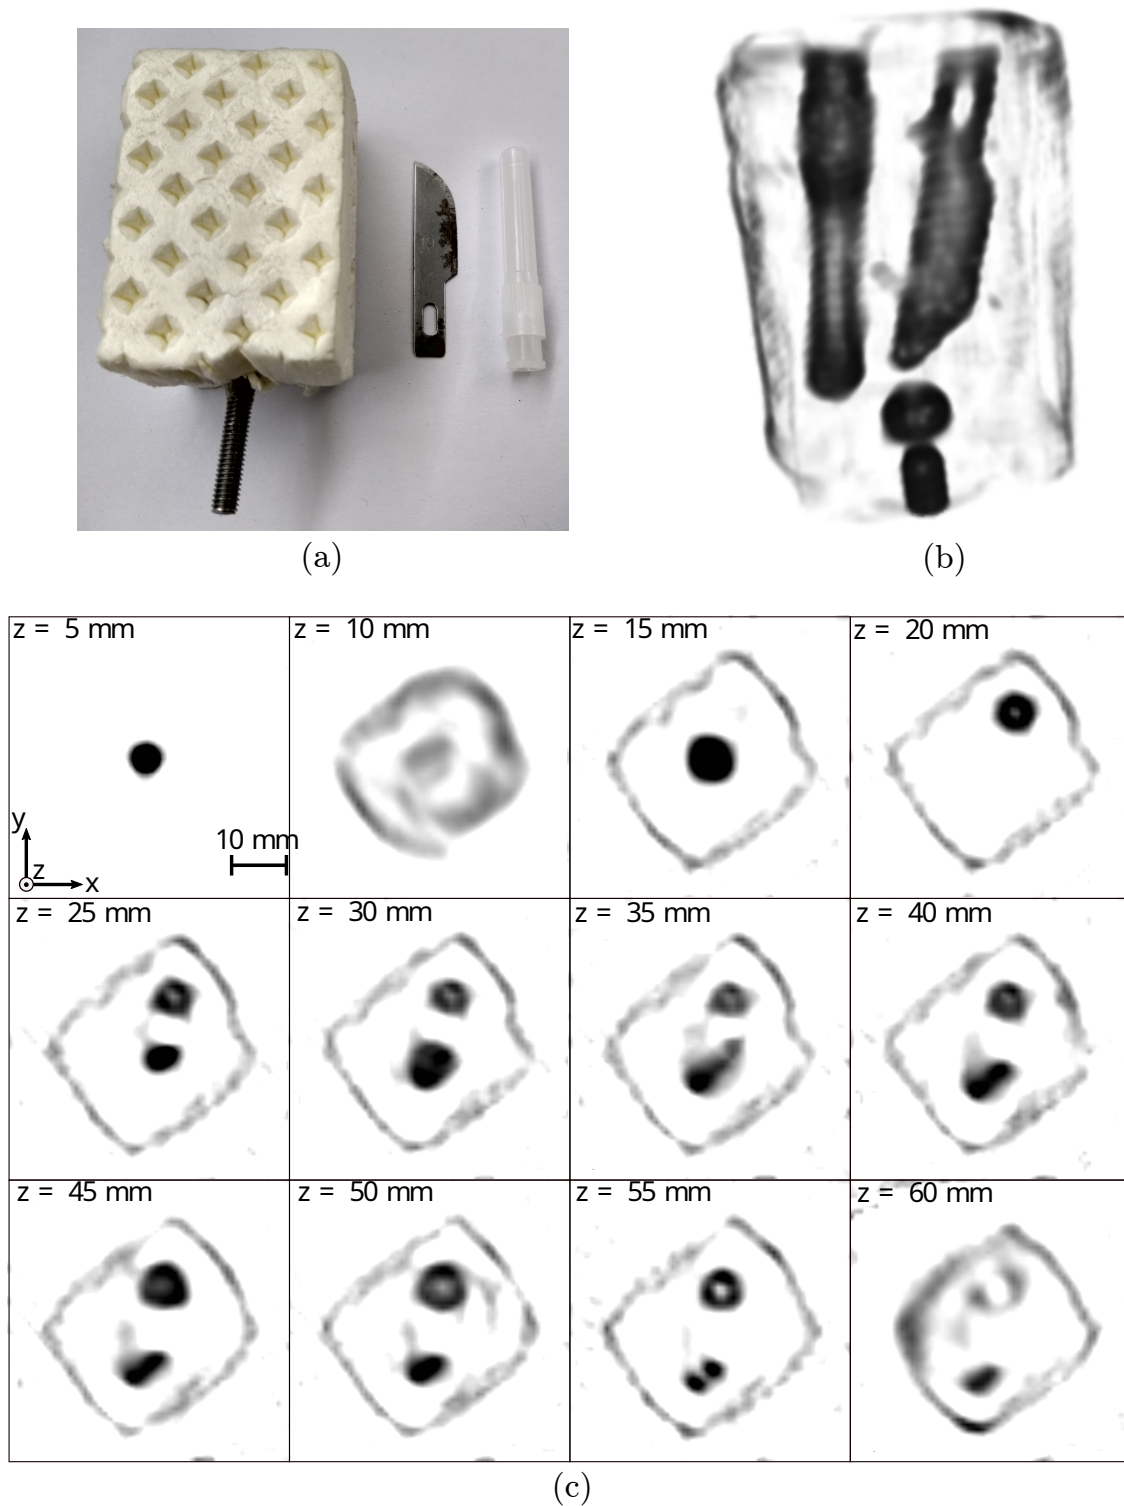 (a)
(b)
z = 5 mm
z = 10 mm
z = 15 mm
z = 20 mm
y
z
x
10 mm
z = 25 mm
z = 30 mm
z = 35 mm
z = 40 mm
z = 45 mm
z = 50 mm
z = 55 mm
z = 60 mm
(c)